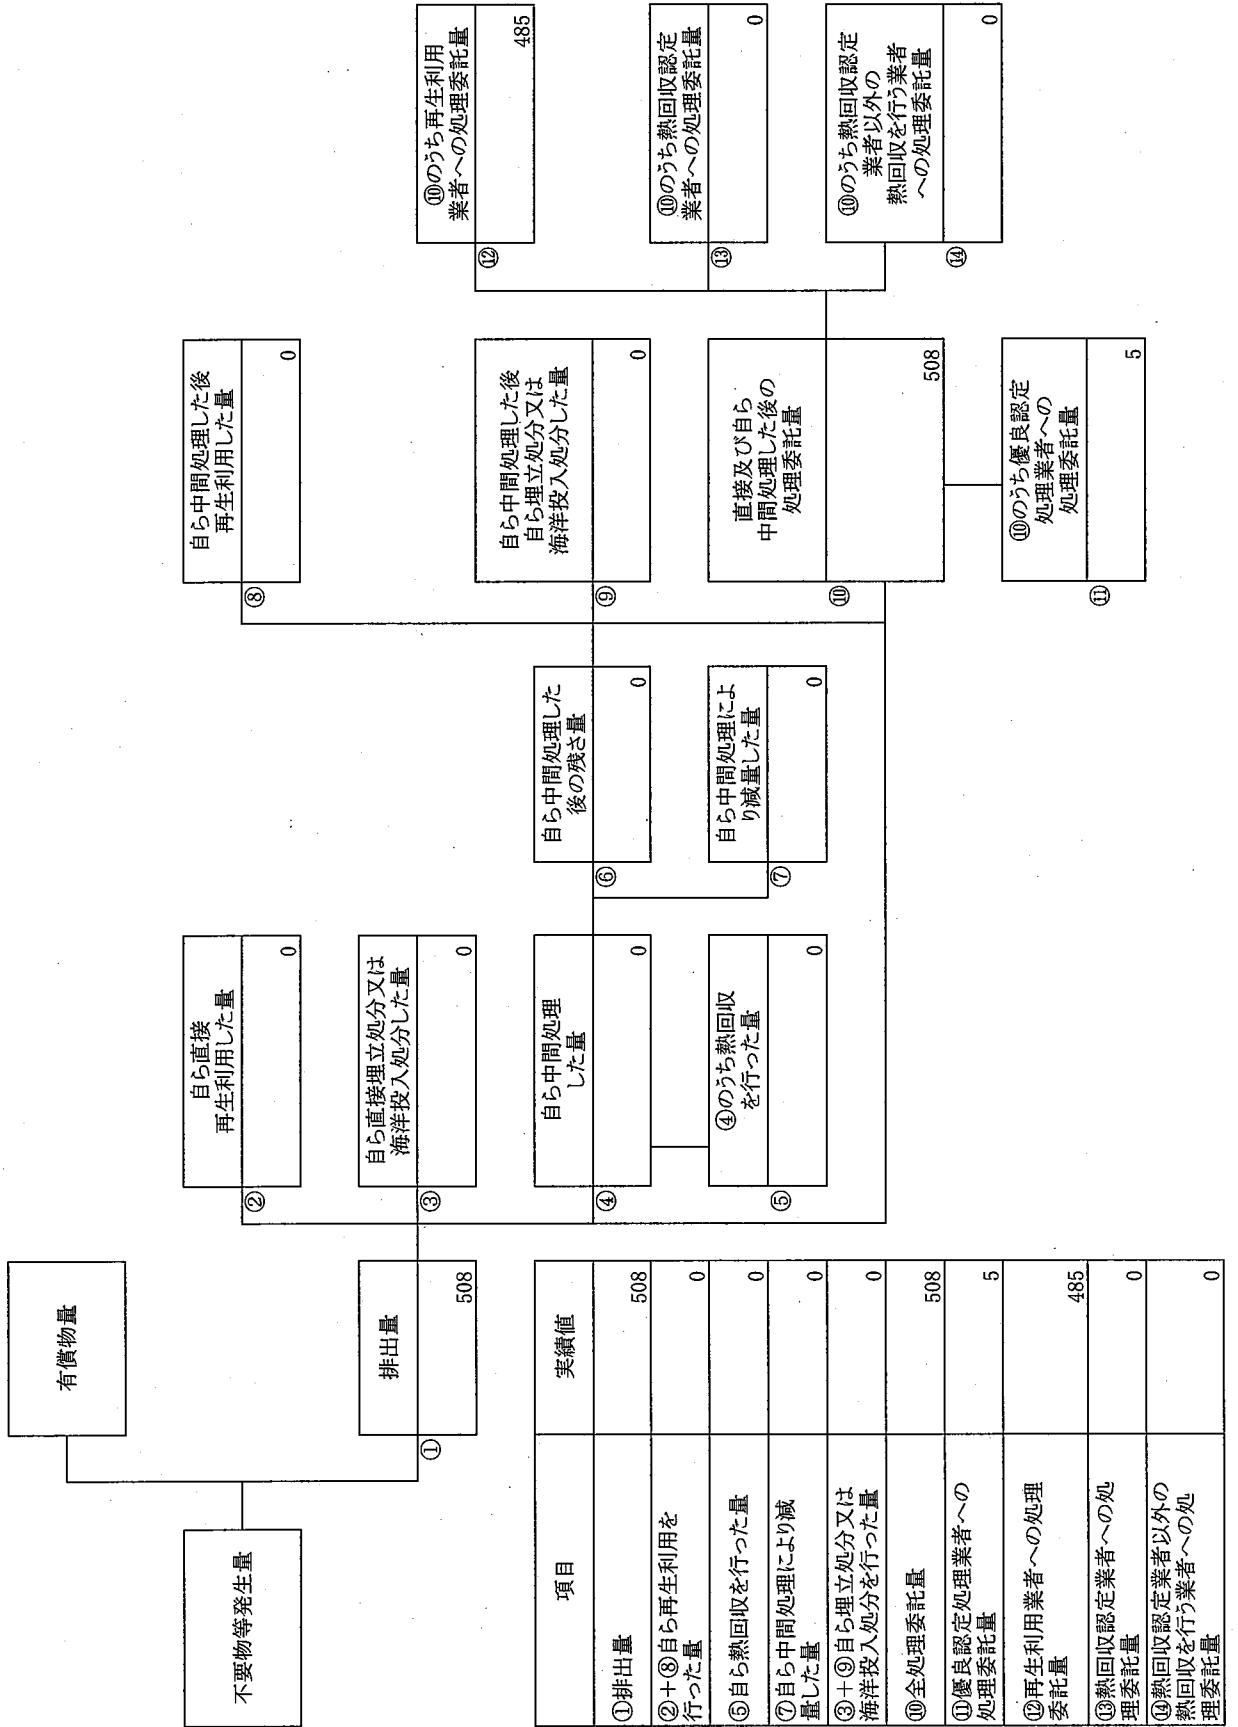 不要物等発生量
有償物量
排出量
①
508
自ら直接
再生利用した量
②
0
自ら直接埋立処分又は
海洋投入処分した量
③
0
自ら中間処理
した量
④
0
④のうち熱回収
を行った量
⑤
0
自ら中間処理した
後の残さ量
⑥
0
自ら中間処理によ
り減量した量
⑦
0
自ら中間処理した後
再生利用した量
⑧
0
自ら中間処理した後
自ら埋立処分又は
海洋投入処分した量
⑨
0
直接及び自ら
中間処理した後の
処理委託量
⑩
508
⑩のうち優良認定
処理業者への
処理委託量
⑪
5
⑩のうち再生利用
業者への処理委託量
⑫
485
⑩のうち熱回収認定
業者への処理委託量
⑬
0
⑩のうち熱回収認定
業者以外の
熱回収を行う業者
への処理委託量
⑭
0
項目 実績値
①排出量 508
②+⑧自ら再生利用を
行った量 0
⑤自ら熱回収を行った量 0
⑦自ら中間処理により減
量した量 0
③+⑨自ら埋立処分又は
海洋投入処分を行った量 0
⑩全処理委託量 508
⑪優良認定処理業者への
処理委託量 5
⑫再生利用業者への処理
委託量 485
⑬熱回収認定業者への処
理委託量 0
⑭熱回収認定業者以外の
熱回収を行う業者への処
理委託量 0